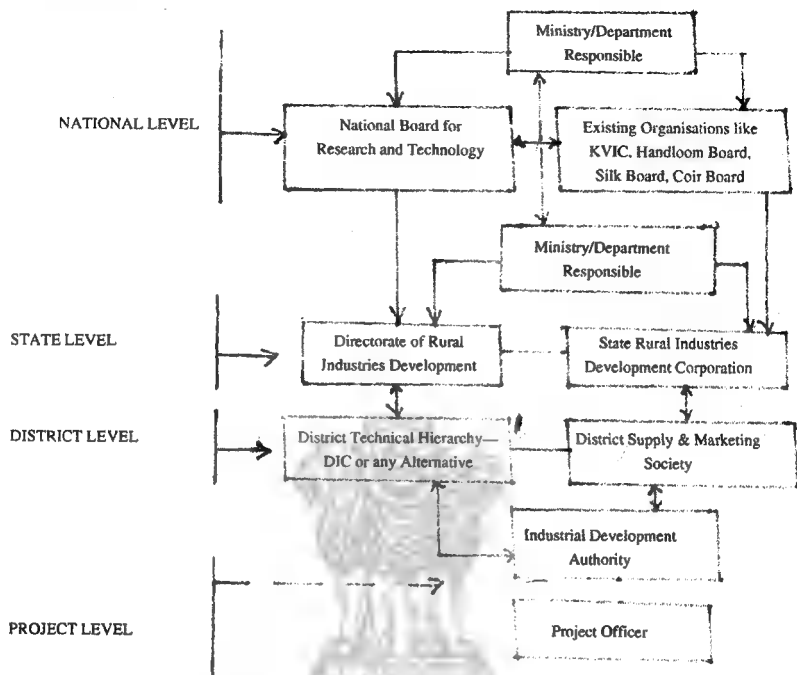 Ministry/Department
Responsible
NATIONAL LEVEL
National Board for
Research and Technology
Existing Organisations like
KVIC, Handloom Board,
Silk Board, Coir Board
Ministry/Department
Responsible
STATE LEVEL
Directorate of Rural
Industries Development
State Rural Industries
Development Corporation
DISTRICT LEVEL
District Technical Hierarchy—
DIC or any Alternative
District Supply & Marketing
Society
Industrial Development
Authority
PROJECT LEVEL
Project Officer